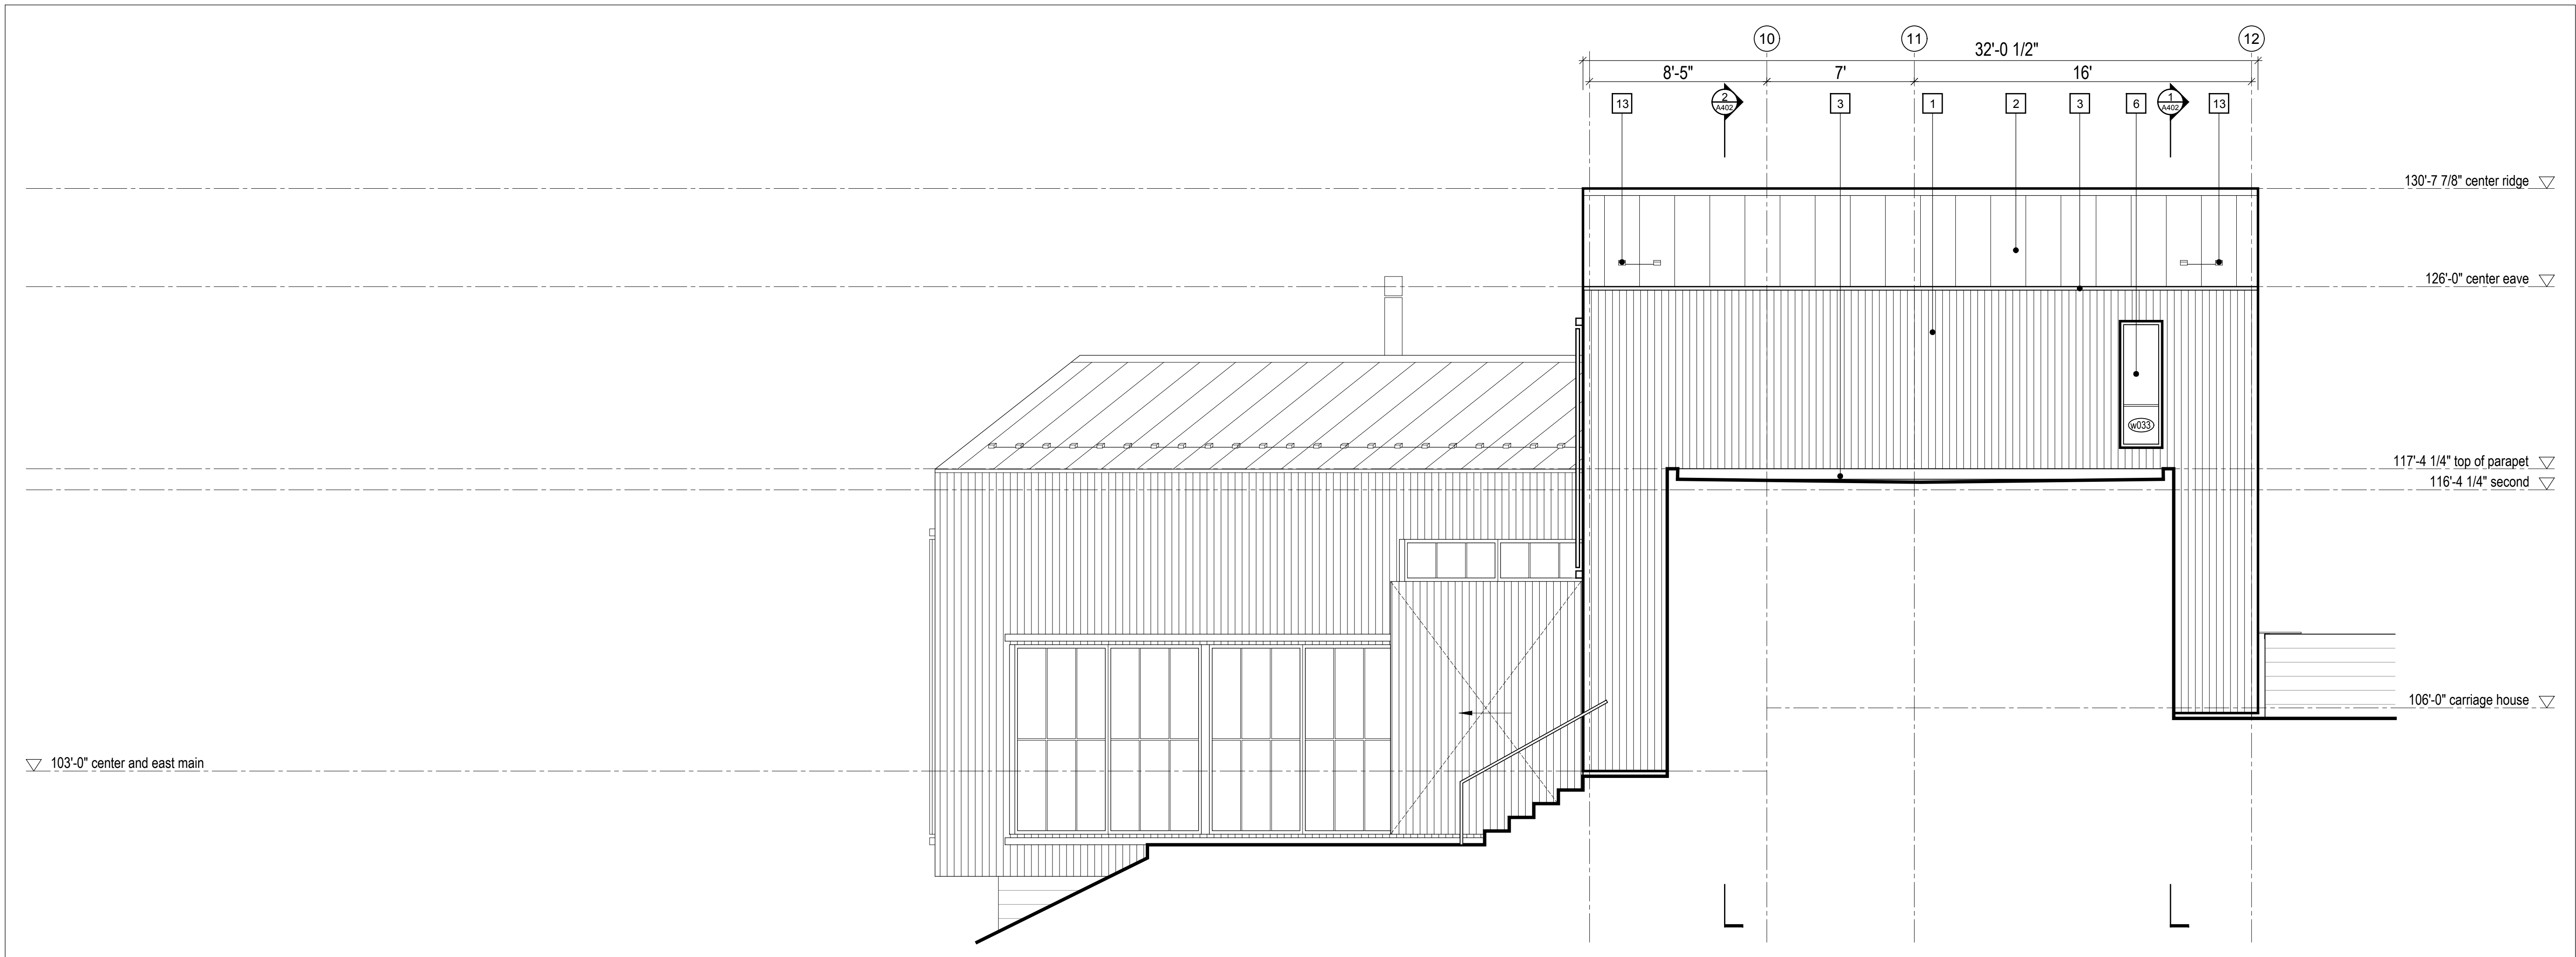 10
11
12
32'-0 1/2"
8'-5"
7'
16'
13
2
A402
3
1
2
3
6
1
A402
13
130'-7 7/8" center ridge
126'-0" center eave
w033
117'-4 1/4" top of parapet
116'-4 1/4" second
106'-0" carriage house
103'-0" center and east main